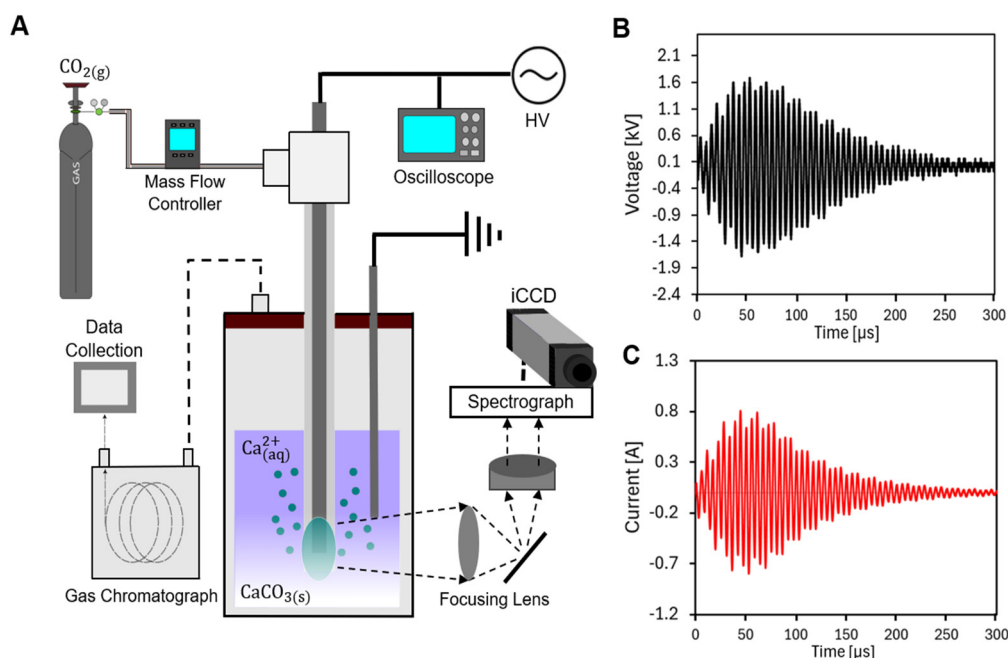 A
CO2(g)
GAS
Mass Flow
Controller
HV
Oscilloscope
Data
Collection
Gas Chromatograph
Ca2+
(aq)
CaCO3(s)
iCCD
Spectrograph
Focusing Lens
B
Voltage [kV]
2.1
1.6
1.1
0.6
0.1
-0.4
-0.9
-1.4
-1.9
-2.4
0 50 100 150 200 250 300
Time [µs]
C
Current [A]
1.3
0.8
0.3
-0.2
-0.7
-1.2
0 50 100 150 200 250 300
Time [µs]